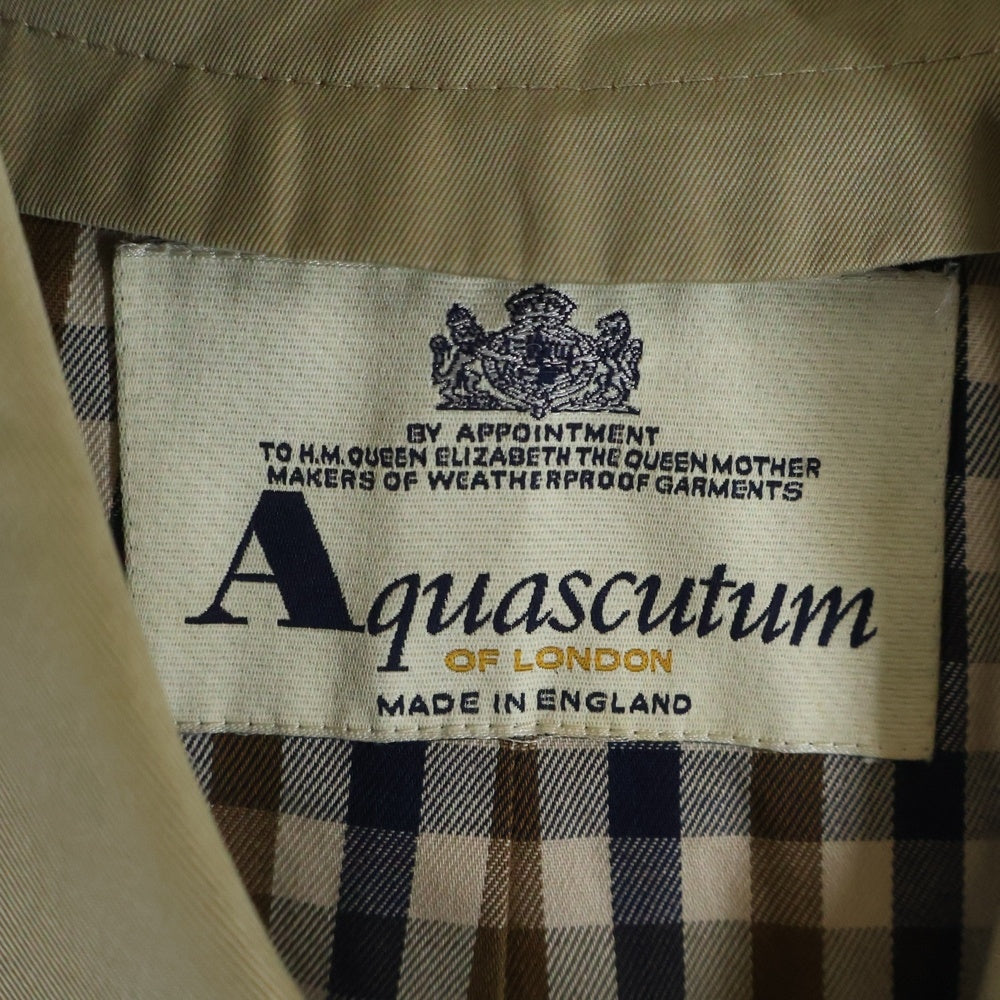 BY APPOINTMENT
TO H.M. QUEEN ELIZABETH THE QUEEN MOTHER
MAKERS OF WEATHERPROOF GARMENTS
Aquascutum
OF LONDON
MADE IN ENGLAND